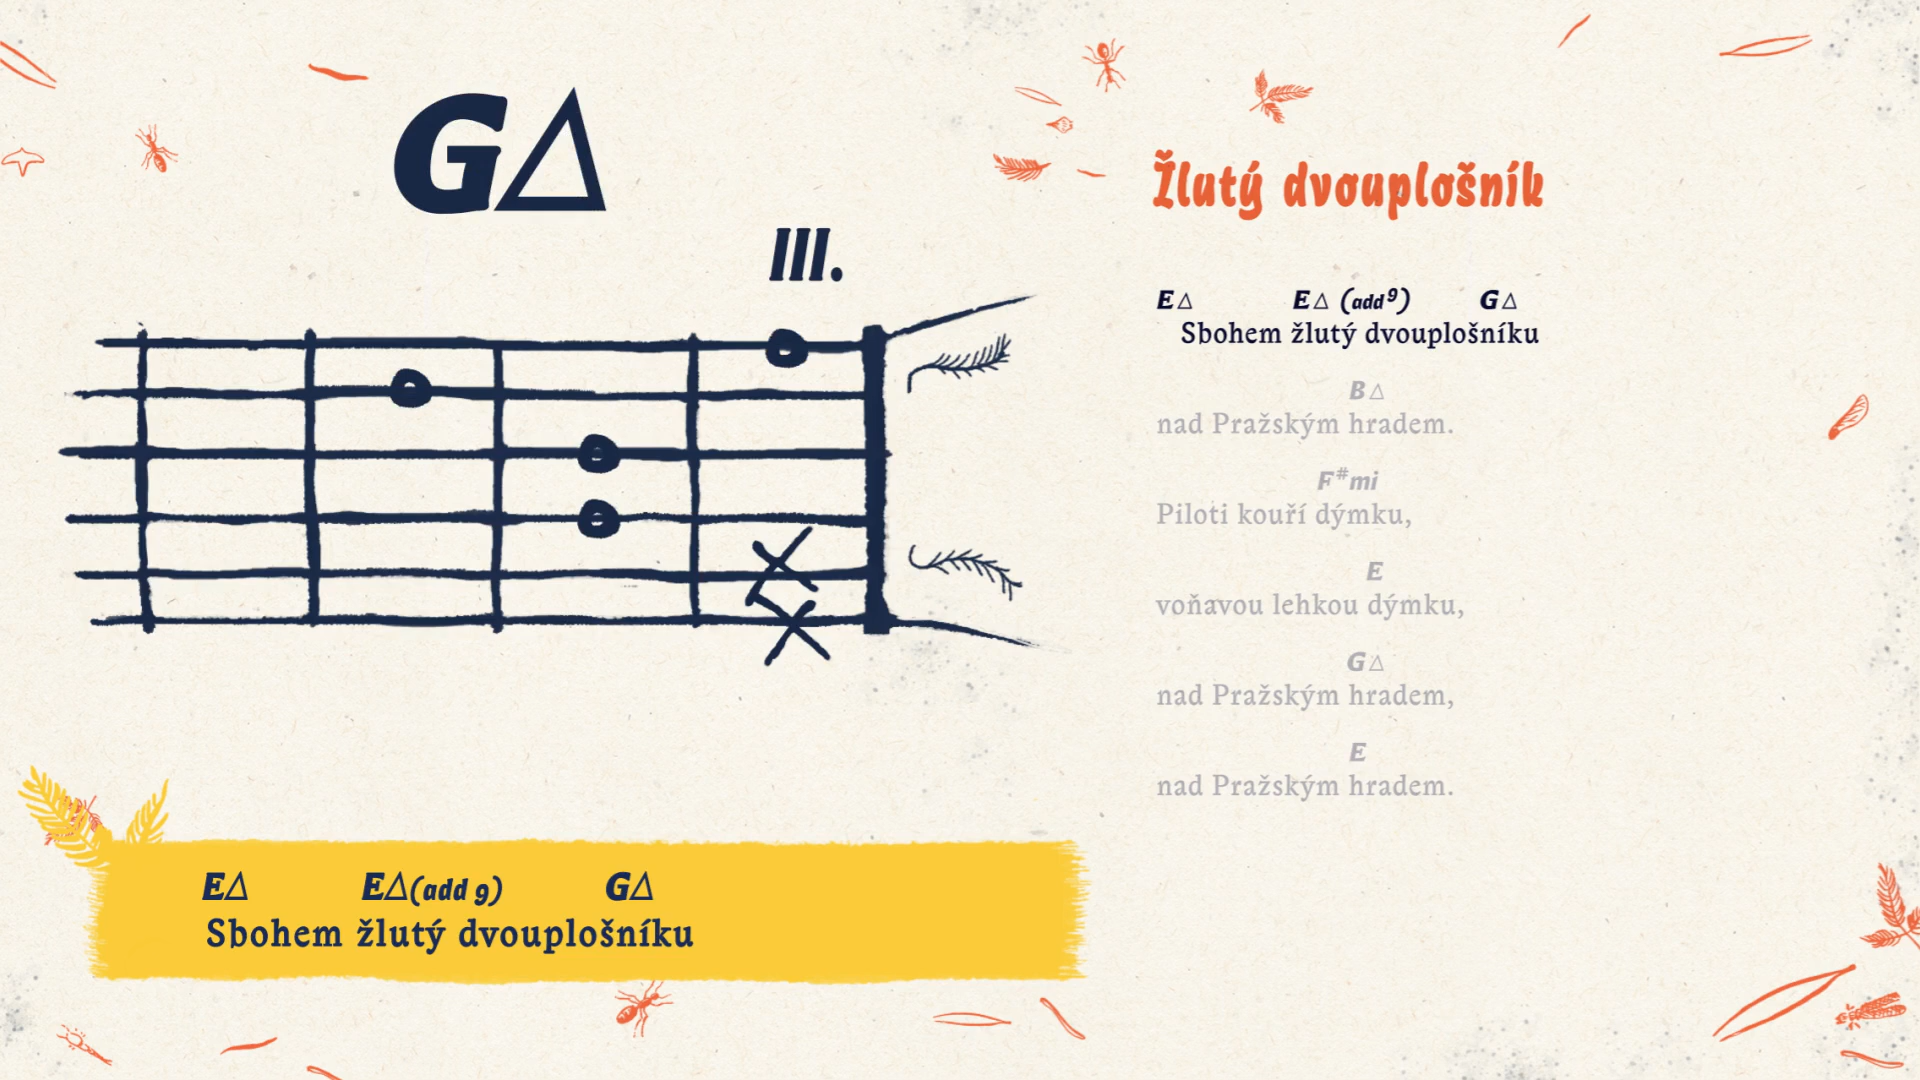 G△
III.
Žlutý dvouplošník
E△ E△ (add⁹) G△
Sbohem žlutý dvouplošníku
B△
nad Pražským hradem.
F#mi
Piloti kouří dýmku,
E
voňavou lehkou dýmku,
G△
nad Pražským hradem,
E
nad Pražským hradem.
E△ E△(add 9) G△
Sbohem žlutý dvouplošníku